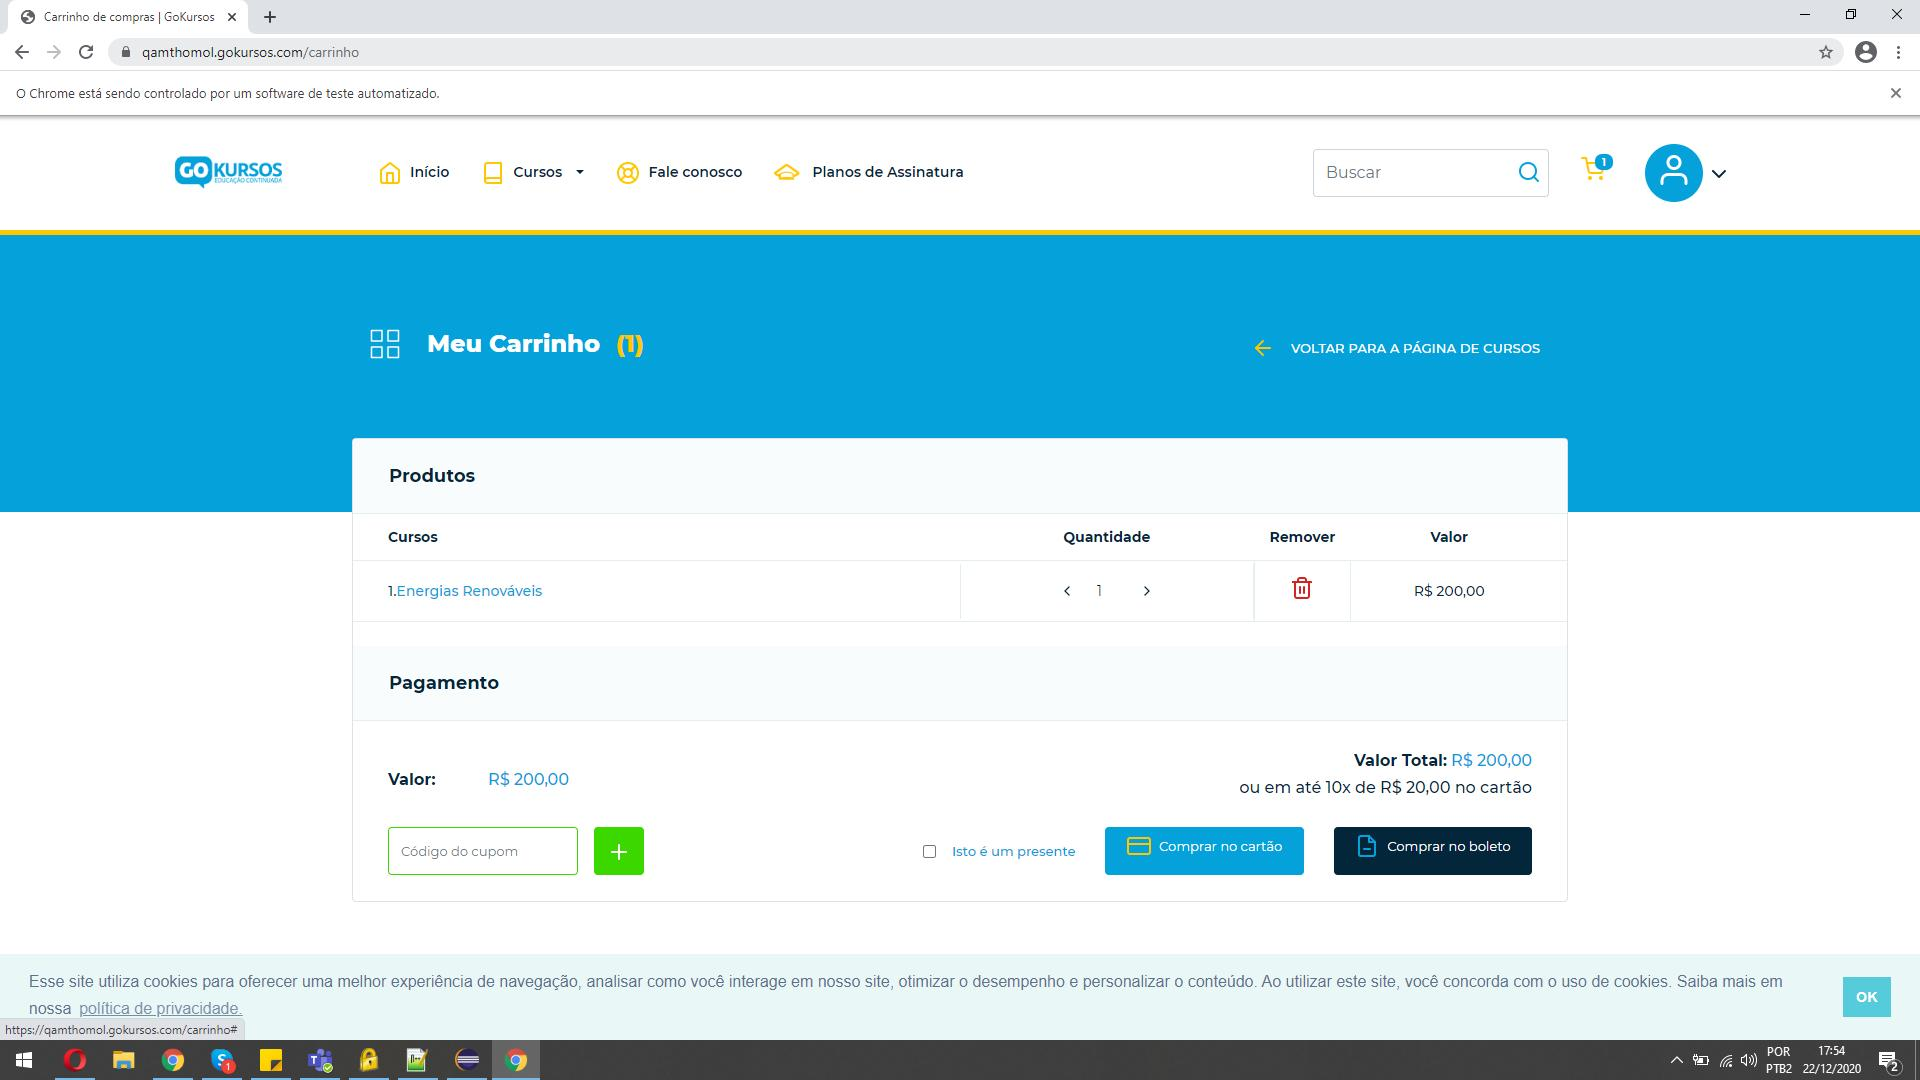 Carrinho de compras | GoKursos
qamthomol.gokursos.com/carrinho
O Chrome está sendo controlado por um software de teste automatizado.
GO KURSOS
EDUCAÇÃO CONTINUADA
Início
Cursos
Fale conosco
Planos de Assinatura
Buscar
1
Meu Carrinho (1)
VOLTAR PARA A PÁGINA DE CURSOS
Produtos
Cursos Quantidade Remover Valor
1.Energias Renováveis 1 R$ 200,00
Pagamento
Valor: R$ 200,00
Valor Total: R$ 200,00
ou em até 10x de R$ 20,00 no cartão
Código do cupom
+
Isto é um presente
Comprar no cartão
Comprar no boleto
Esse site utiliza cookies para oferecer uma melhor experiência de navegação, analisar como você interage em nosso site, otimizar o desempenho e personalizar o conteúdo. Ao utilizar este site, você concorda com o uso de cookies. Saiba mais em
nossa política de privacidade.
OK
https://qamthomol.gokursos.com/carrinho#
1
POR
PTB2
17:54
22/12/2020
2